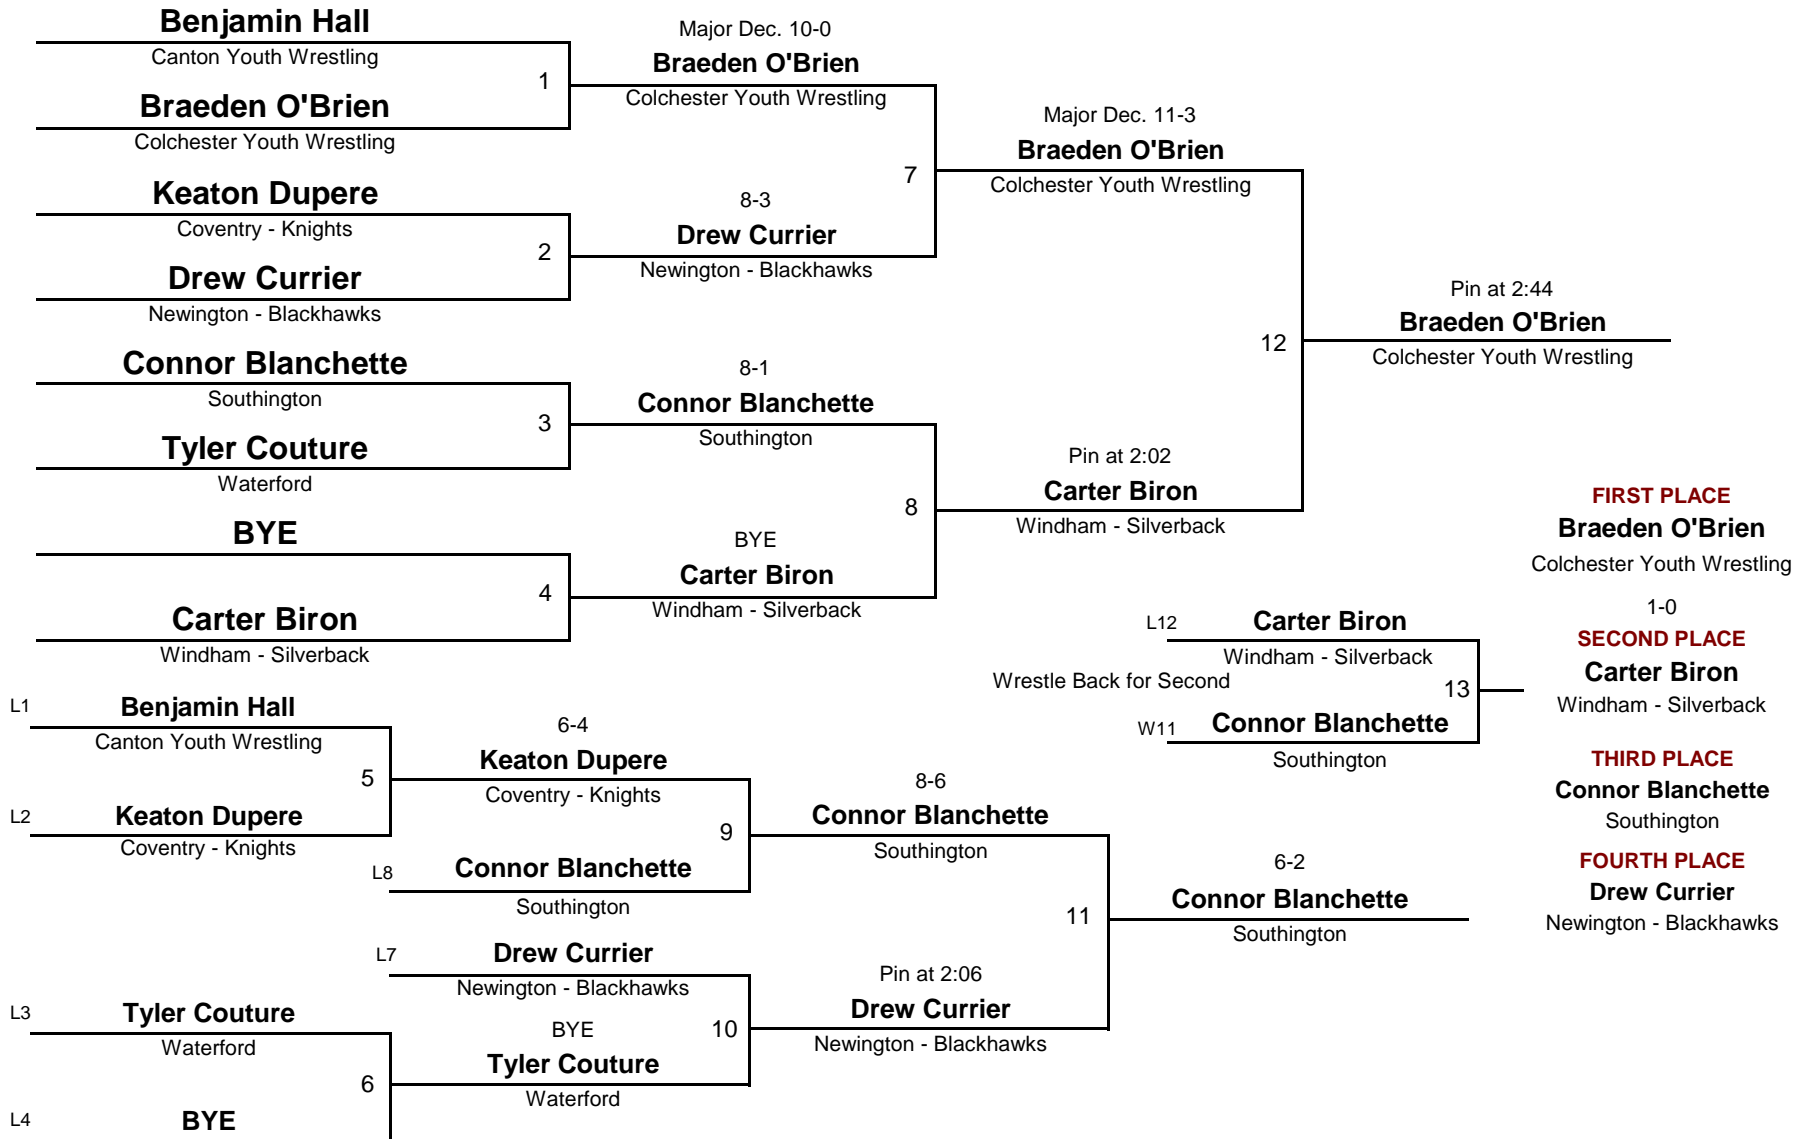 Benjamin Hall
Canton Youth Wrestling
1
Braeden O'Brien
Colchester Youth Wrestling
Keaton Dupere
Coventry - Knights
2
Drew Currier
Newington - Blackhawks
Connor Blanchette
Southington
3
Tyler Couture
Waterford
BYE
4
Carter Biron
Windham - Silverback
Major Dec. 10-0
Braeden O'Brien
Colchester Youth Wrestling
7
8-3
Drew Currier
Newington - Blackhawks
8-1
Connor Blanchette
Southington
8
BYE
Carter Biron
Windham - Silverback
Major Dec. 11-3
Braeden O'Brien
Colchester Youth Wrestling
12
Pin at 2:02
Carter Biron
Windham - Silverback
Pin at 2:44
Braeden O'Brien
Colchester Youth Wrestling
L12
Carter Biron
Windham - Silverback
Wrestle Back for Second
13
W11
Connor Blanchette
Southington
FIRST PLACE
Braeden O'Brien
Colchester Youth Wrestling
1-0
SECOND PLACE
Carter Biron
Windham - Silverback
THIRD PLACE
Connor Blanchette
Southington
FOURTH PLACE
Drew Currier
Newington - Blackhawks
L1
Benjamin Hall
Canton Youth Wrestling
5
L2
Keaton Dupere
Coventry - Knights
6-4
Keaton Dupere
Coventry - Knights
9
L8
Connor Blanchette
Southington
L7
Drew Currier
Newington - Blackhawks
10
BYE
Tyler Couture
Waterford
L3
Tyler Couture
Waterford
6
L4
BYE
8-6
Connor Blanchette
Southington
11
Pin at 2:06
Drew Currier
Newington - Blackhawks
6-2
Connor Blanchette
Southington